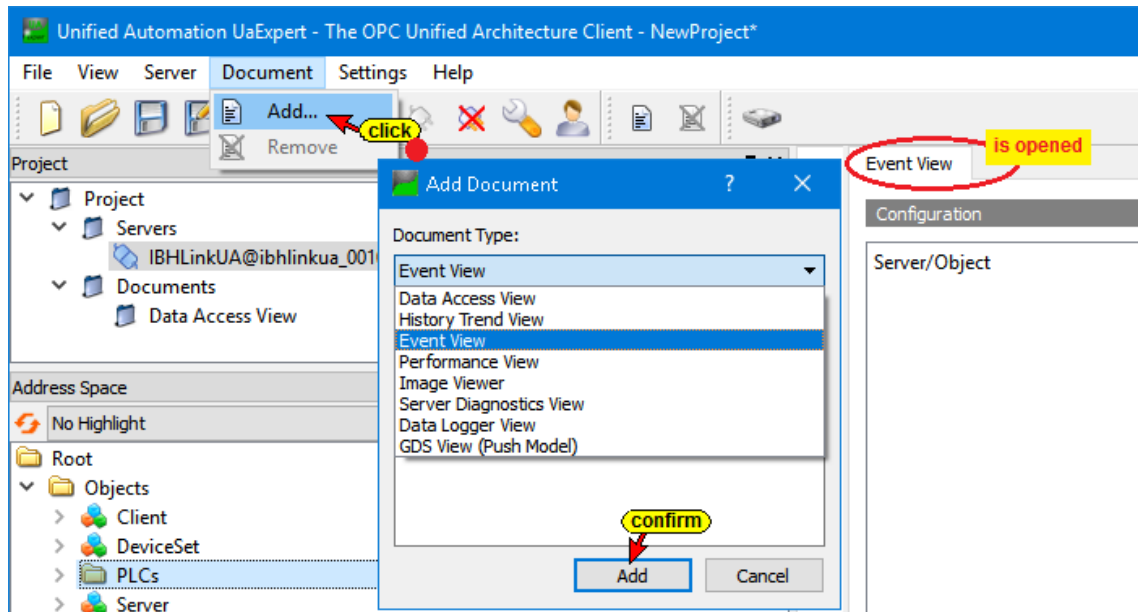 Unified Automation UaExpert - The OPC Unified Architecture Client - NewProject*
File View Server Document Settings Help
Add...
click
Remove
Project
Project
Servers
IBHLinkUA@ibhlinkua_001
Documents
Data Access View
Address Space
No Highlight
Root
Objects
Client
DeviceSet
PLCs
Server
Add Document ? ✕
Document Type:
Event View
Data Access View
History Trend View
Event View
Performance View
Image Viewer
Server Diagnostics View
Data Logger View
GDS View (Push Model)
confirm
Add Cancel
Event View
is opened
Configuration
Server/Object